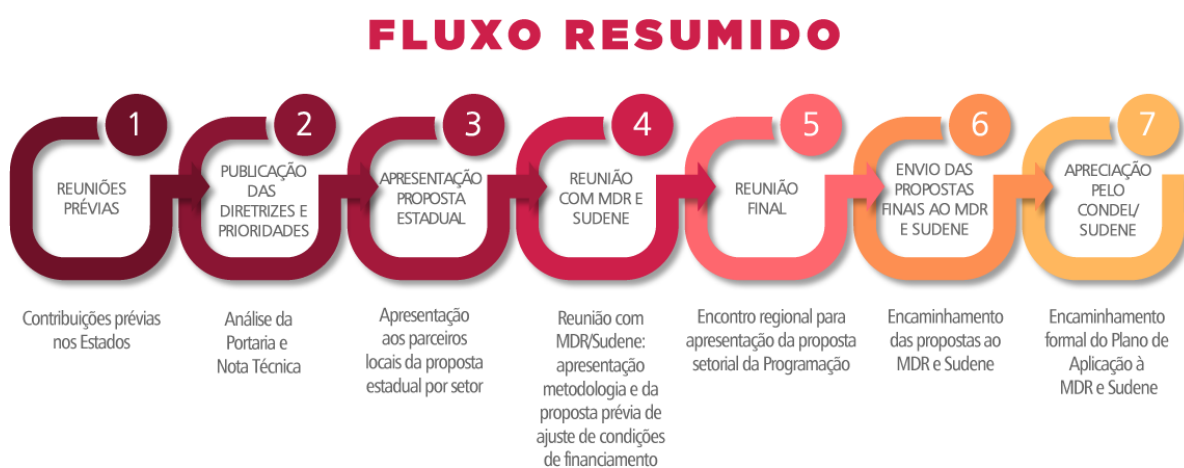 FLUXO RESUMIDO
1
REUNIÕES
PRÉVIAS
Contribuições prévias
nos Estados
2
PUBLICAÇÃO
DAS
DIRETRIZES E
PRIORIDADES
Análise da
Portaria e
Nota Técnica
3
APRESENTAÇÃO
PROPOSTA
ESTADUAL
Apresentação
aos parceiros
locais da proposta
estadual por setor
4
REUNIÃO
COM MDR E
SUDENE
Reunião com
MDR/Sudene:
apresentação
metodologia e da
proposta prévia de
ajuste de condições
de financiamento
5
REUNIÃO
FINAL
Encontro regional para
apresentação da proposta
setorial da Programação
6
ENVIO DAS
PROPOSTAS
FINAIS AO MDR
E SUDENE
Encaminhamento
das propostas ao
MDR e Sudene
7
APRECIAÇÃO
PELO
CONDEL/
SUDENE
Encaminhamento
formal do Plano de
Aplicação à
MDR e Sudene